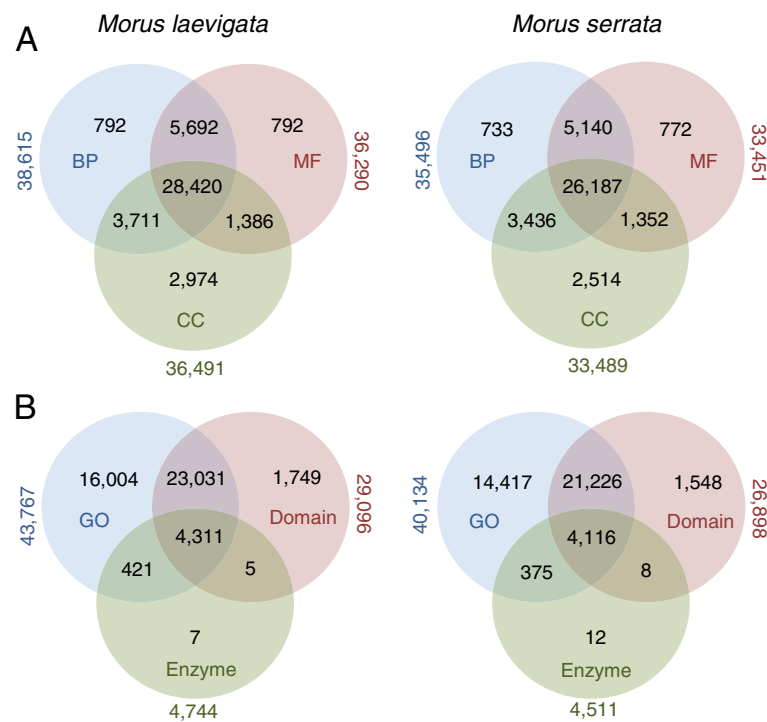 Morus laevigata
Morus serrata
A
792
5,692
792
BP
MF
38,615
36,290
28,420
3,711
1,386
2,974
CC
36,491
733
5,140
772
BP
MF
35,496
33,451
26,187
3,436
1,352
2,514
CC
33,489
B
16,004
23,031
1,749
GO
Domain
43,767
29,096
4,311
421
5
7
Enzyme
4,744
14,417
21,226
1,548
GO
Domain
40,134
26,898
4,116
375
8
12
Enzyme
4,511